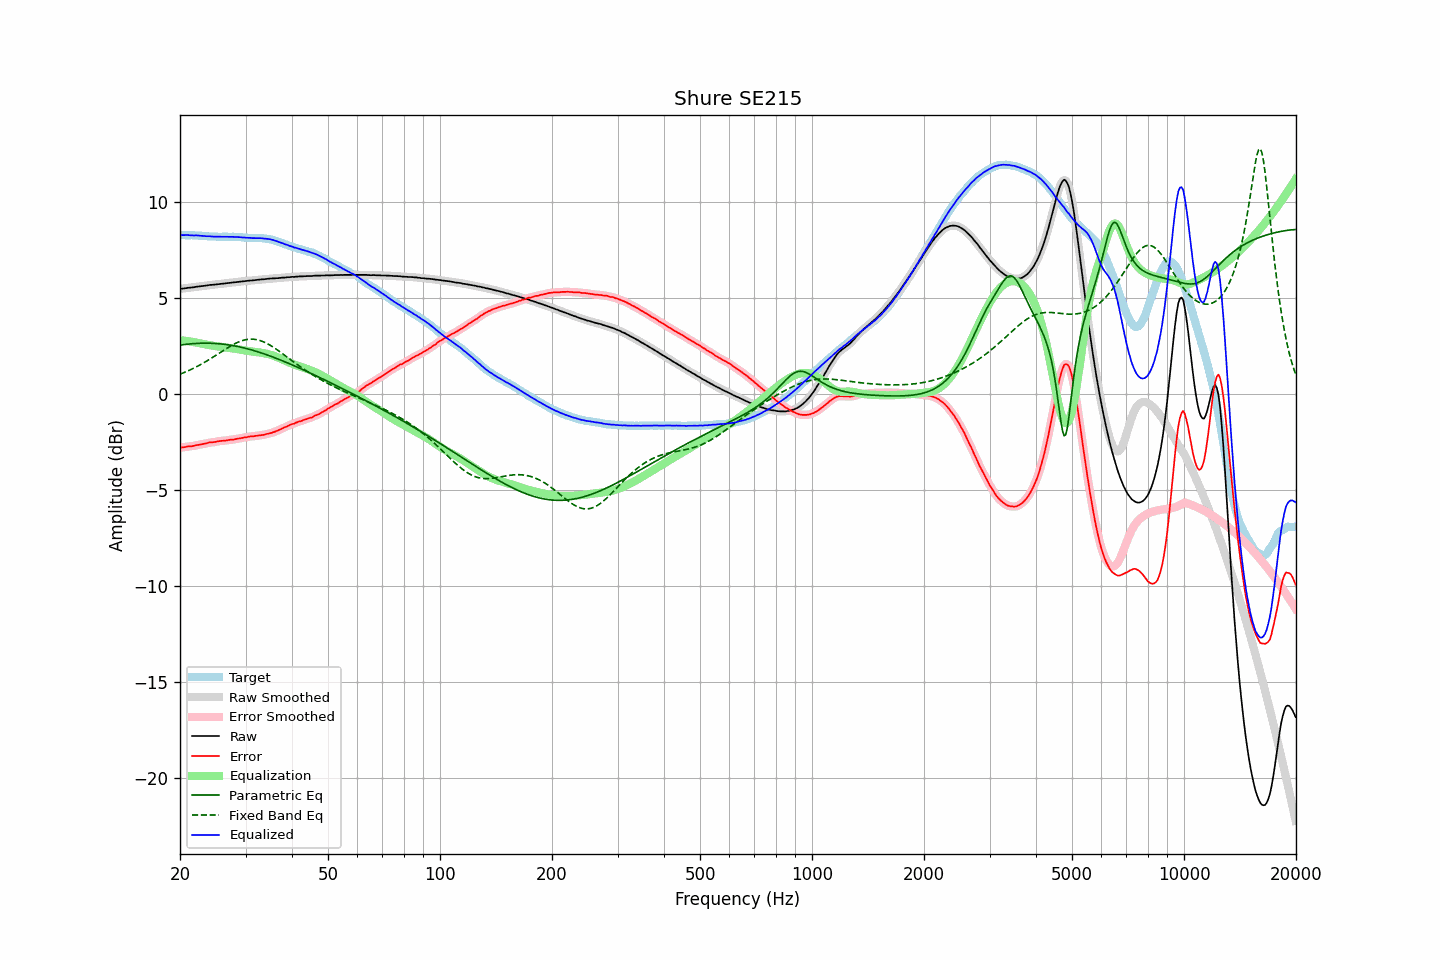 Shure SE215
Amplitude (dBr)
10
5
0
−5
−10
−15
−20
Target
Raw Smoothed
Error Smoothed
Raw
Error
Equalization
Parametric Eq
Fixed Band Eq
Equalized
20 50 100 200 500 1000 2000 5000 10000 20000
Frequency (Hz)